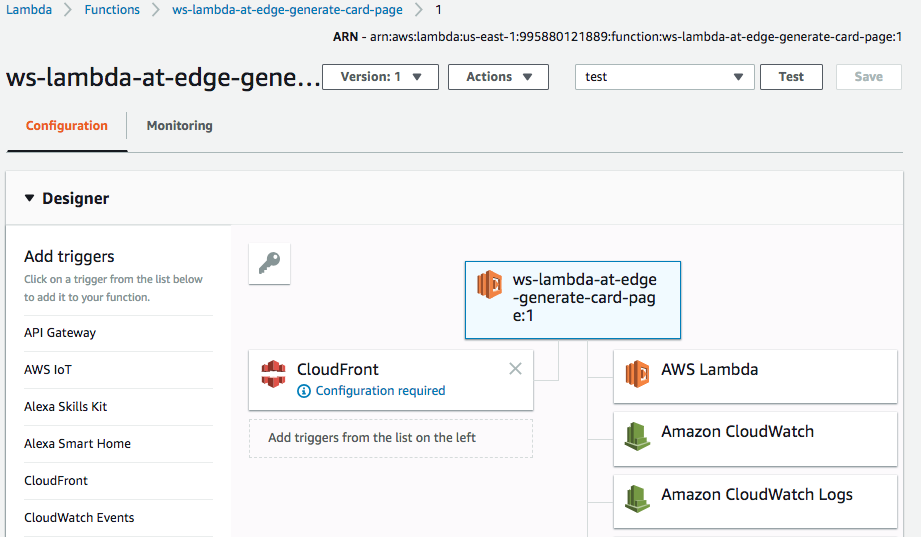 Lambda Functions ws-lambda-at-edge-generate-card-page 1
ARN - arn:aws:lambda:us-east-1:995880121889:function:ws-lambda-at-edge-generate-card-page:1
ws-lambda-at-edge-gene... Version: 1 Actions test Test Save
Configuration Monitoring
Designer
Add triggers
Click on a trigger from the list below
to add it to your function.
API Gateway
AWS IoT
Alexa Skills Kit
Alexa Smart Home
CloudFront
CloudWatch Events
ws-lambda-at-edge
-generate-card-pag
e:1
CloudFront
Configuration required
Add triggers from the list on the left
AWS Lambda
Amazon CloudWatch
Amazon CloudWatch Logs